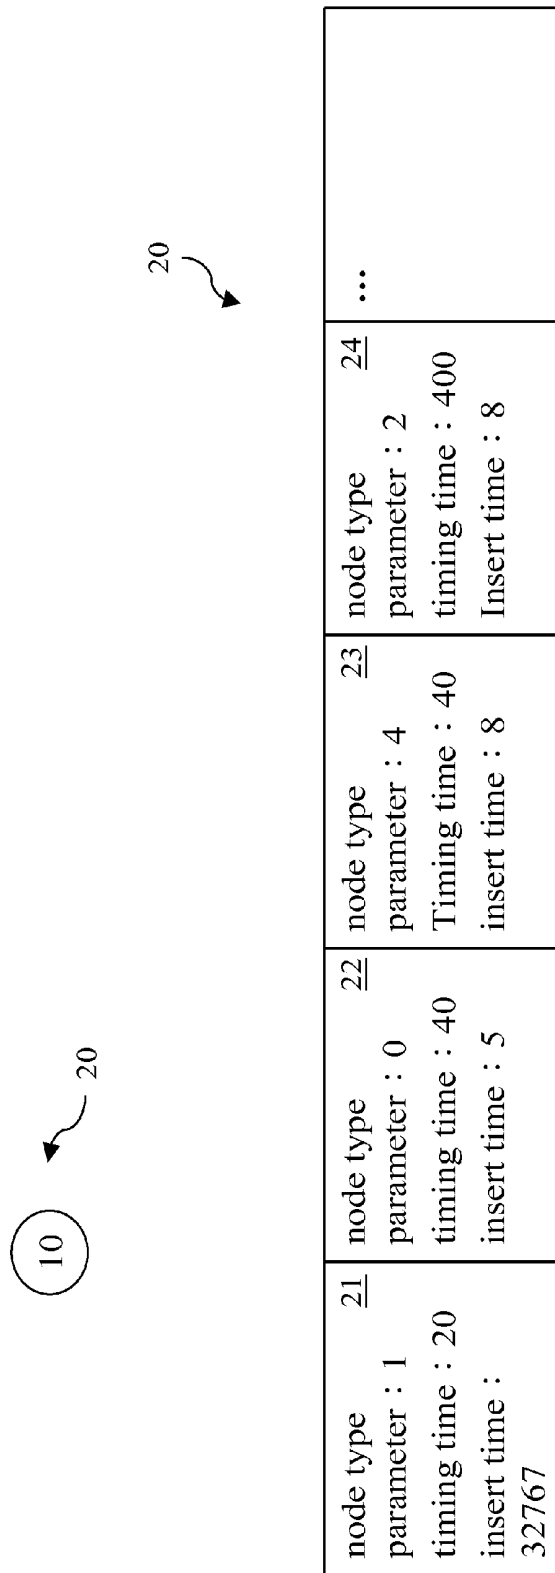 10
20
20
21
node type
parameter : 1
timing time : 20
insert time :
32767
22
node type
parameter : 0
timing time : 40
insert time : 5
23
node type
parameter : 4
Timing time : 40
insert time : 8
24
node type
parameter : 2
timing time : 400
Insert time : 8
...